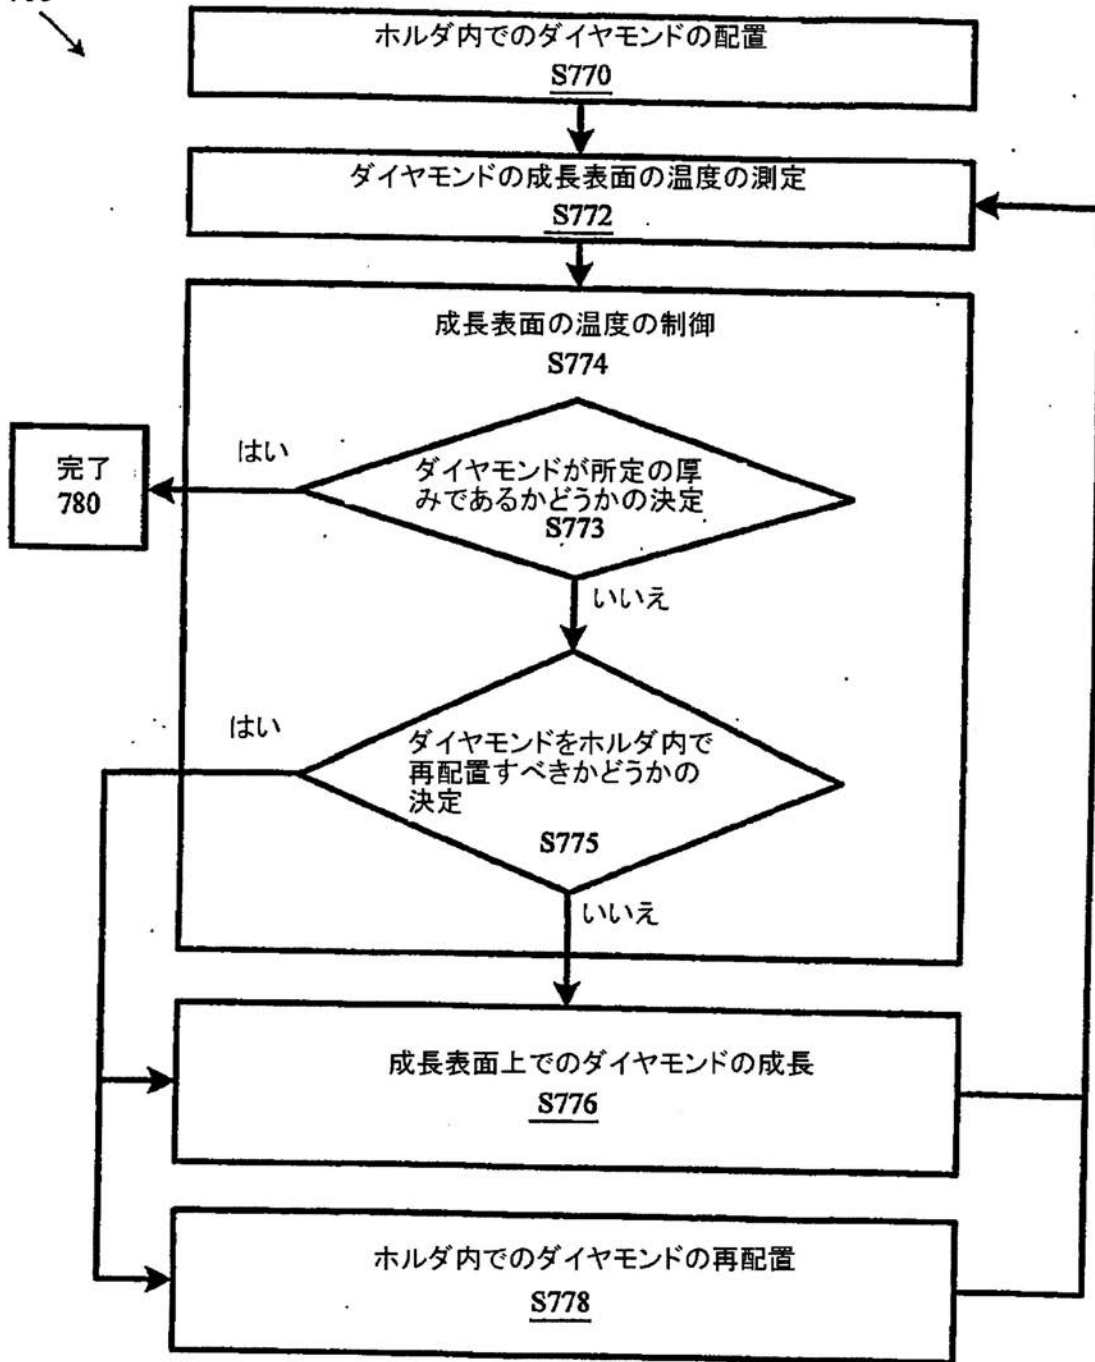 ホルダ内でのダイヤモンドの配置
S770
ダイヤモンドの成長表面の温度の測定
S772
成長表面の温度の制御
S774
はい
完了
780
ダイヤモンドが所定の厚
みであるかどうかの決定
S773
いいえ
はい
ダイヤモンドをホルダ内で
再配置すべきかどうかの
決定
S775
いいえ
成長表面上でのダイヤモンドの成長
S776
ホルダ内でのダイヤモンドの再配置
S778